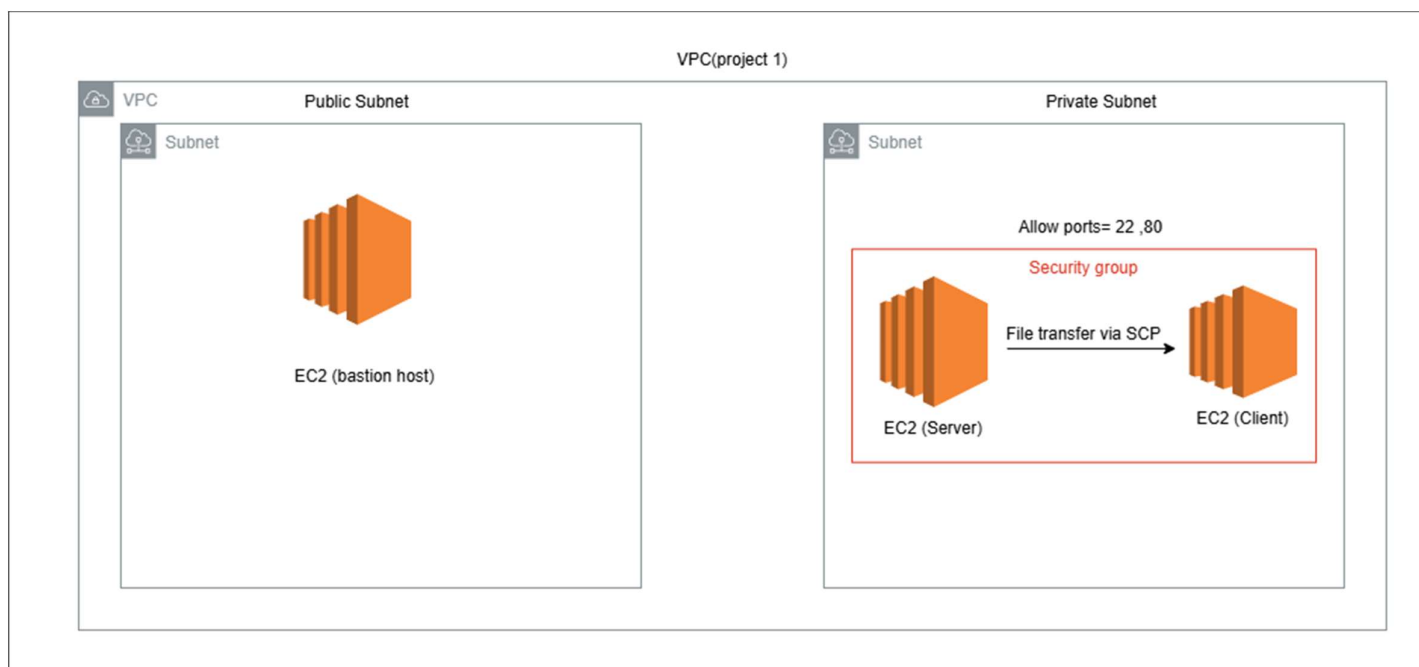 VPC(project 1)
VPC
Public Subnet
Private Subnet
Subnet
Subnet
Allow ports= 22 ,80
Security group
File transfer via SCP
EC2 (bastion host)
EC2 (Server)
EC2 (Client)